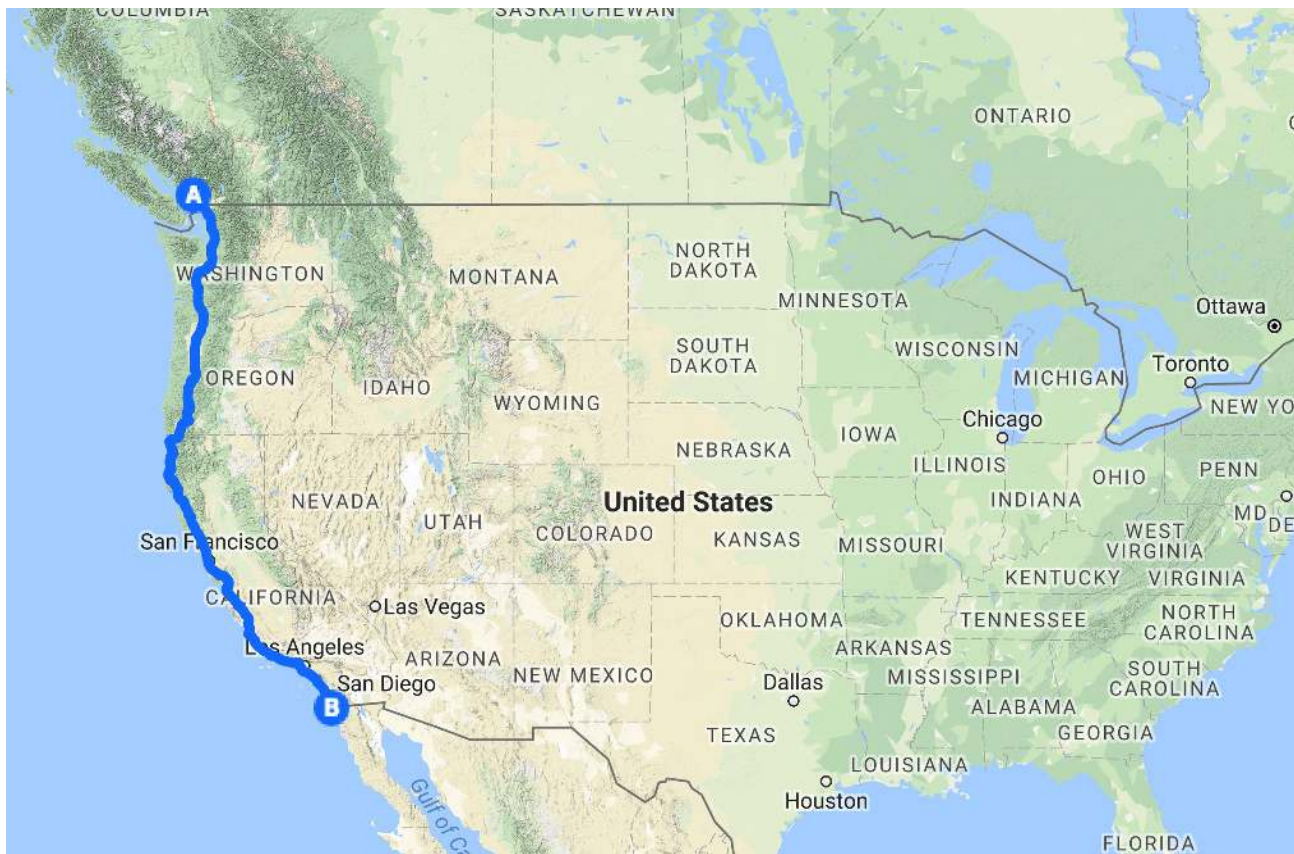 COLUMBIA
SASKATCHEWAN
ONTARIO
A
WASHINGTON
MONTANA
NORTH
DAKOTA
MINNESOTA
Ottawa
OREGON
IDAHO
SOUTH
DAKOTA
WISCONSIN
MICHIGAN
Toronto
WYOMING
NEW YO
Chicago
IOWA
NEBRASKA
ILLINOIS
INDIANA
OHIO
PENN
NEVADA
UTAH
United States
COLORADO
KANSAS
MISSOURI
WEST
VIRGINIA
MD
DE
San Francisco
CALIFORNIA
Las Vegas
KENTUCKY
VIRGINIA
OKLAHOMA
TENNESSEE
NORTH
CAROLINA
ARKANSAS
Los Angeles
ARIZONA
NEW MEXICO
MISSISSIPPI
SOUTH
CAROLINA
San Diego
B
Dallas
ALABAMA
TEXAS
GEORGIA
LOUISIANA
Houston
Gulf of Ca
FLORIDA